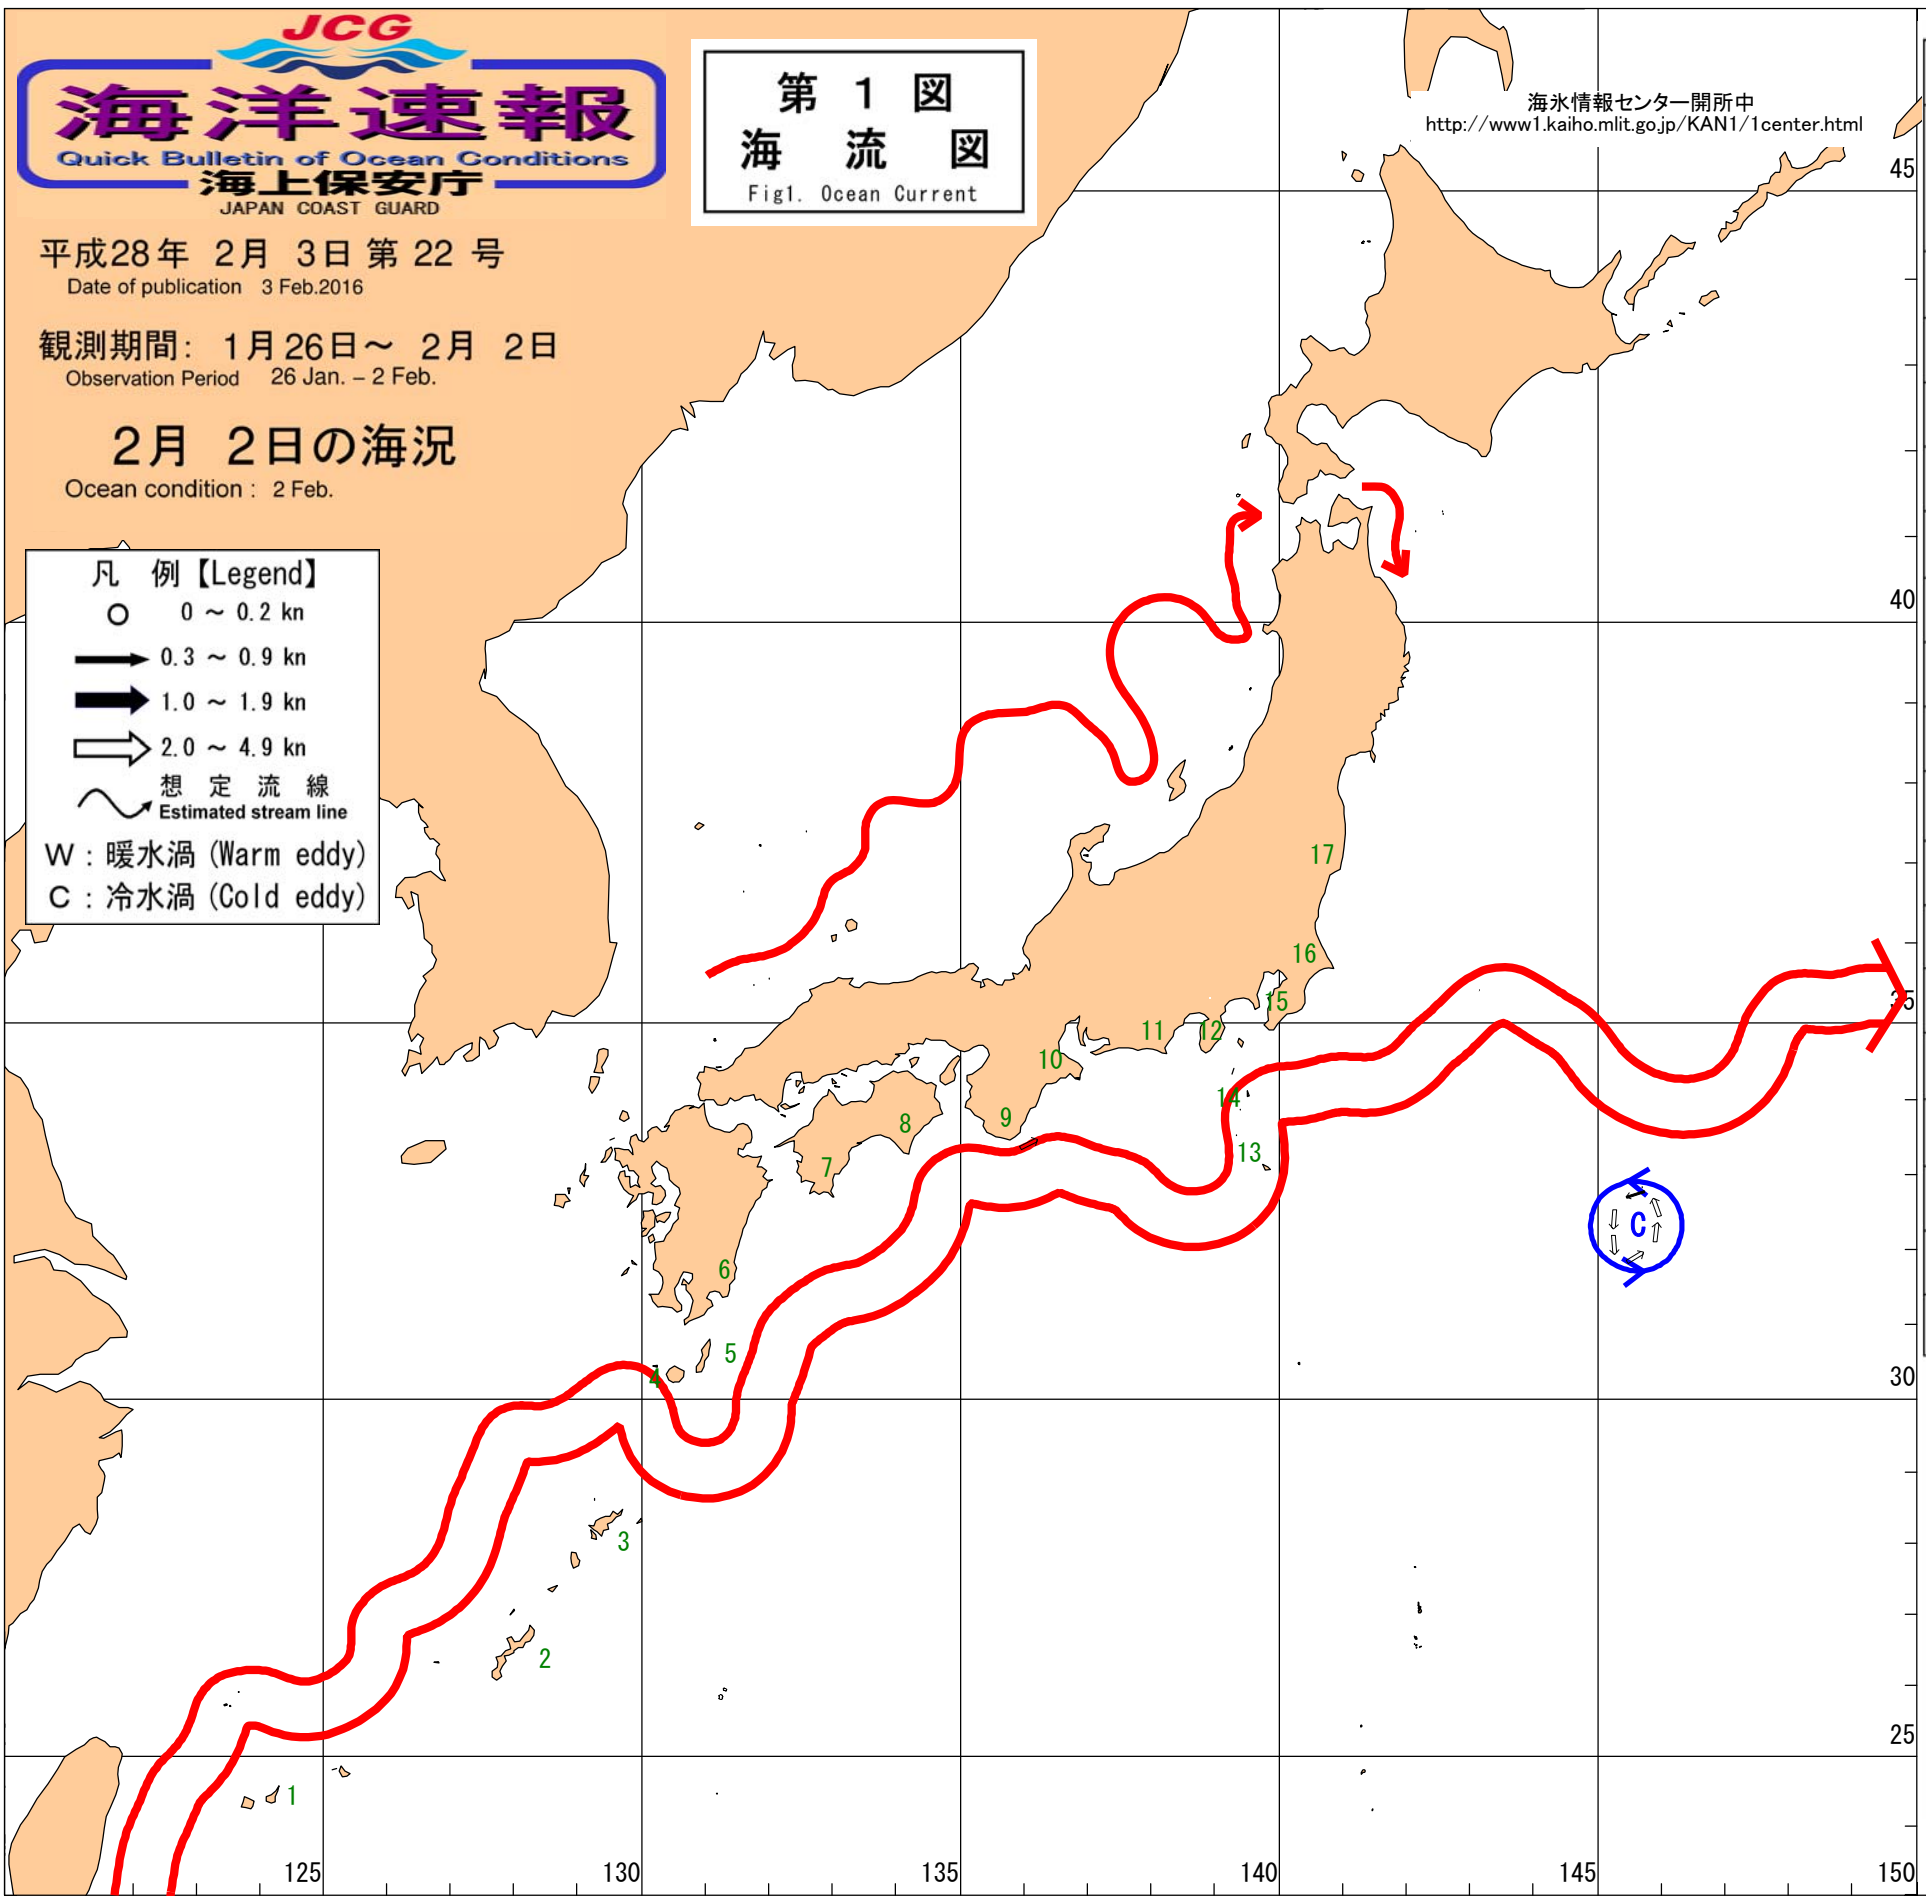 JCG
海洋速報
Quick Bulletin of Ocean Conditions
海上保安庁
JAPAN COAST GUARD
第 1 図
海 流 図
Fig1. Ocean Current
海氷情報センター開所中
http://www1.kaiho.mlit.go.jp/KAN1/1center.html
平成28年 2月 3日 第 22 号
Date of publication 3 Feb.2016
観測期間: 1月26日～ 2月 2日
Observation Period 26 Jan. – 2 Feb.
2月 2日の海況
Ocean condition : 2 Feb.
凡 例【Legend】
0 ～ 0.2 kn
0.3 ～ 0.9 kn
1.0 ～ 1.9 kn
2.0 ～ 4.9 kn
想 定 流 線
Estimated stream line
W : 暖水渦 (Warm eddy)
C : 冷水渦 (Cold eddy)
45
40
35
30
25
17
16
15
11
12
10
14
9
8
13
7
C
6
5
4
3
2
1
125
130
135
140
145
150